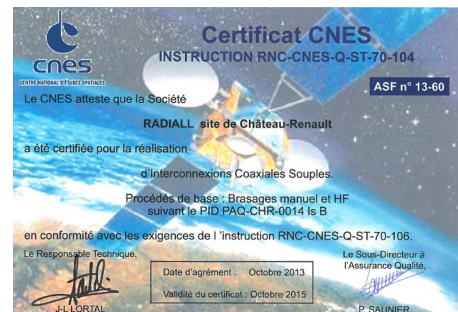 Certificat CNES
INSTRUCTION RNC-CNES-Q-ST-70-104
cnes
CENTRE NATIONAL D'ETUDES SPATIALES
ASF n° 13-60
Le CNES atteste que la Société
RADIALL site de Château-Renault
a été certifiée pour la réalisation
d'Interconnexions Coaxiales Souples.
Procédés de base : Brasages manuel et HF
suivant le PID PAQ-CHR-0014 Is B
en conformité avec les exigences de l 'instruction RNC-CNES-Q-ST-70-106.
Le Responsable Technique,
Le Sous-Directeur à
l'Assurance Qualité,
Date d'agrément : Octobre 2013
Validité du certificat : Octobre 2015
J-L LORTAL
P. SAUNIER